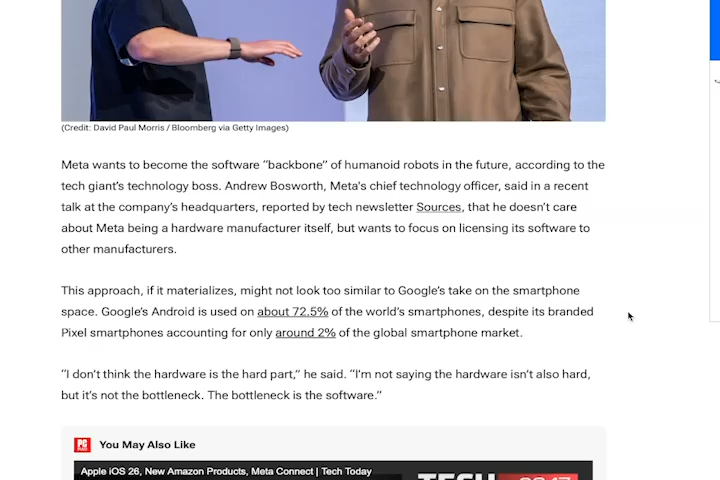 (Credit: David Paul Morris / Bloomberg via Getty Images)
Meta wants to become the software “backbone” of humanoid robots in the future, according to the
tech giant’s technology boss. Andrew Bosworth, Meta’s chief technology officer, said in a recent
talk at the company’s headquarters, reported by tech newsletter Sources, that he doesn’t care
about Meta being a hardware manufacturer itself, but wants to focus on licensing its software to
other manufacturers.
This approach, if it materializes, might not look too similar to Google’s take on the smartphone
space. Google’s Android is used on about 72.5% of the world’s smartphones, despite its branded
Pixel smartphones accounting for only around 2% of the global smartphone market.
“I don’t think the hardware is the hard part,” he said. “I’m not saying the hardware isn’t also hard,
but it’s not the bottleneck. The bottleneck is the software.”
PC
You May Also Like
Apple iOS 26, New Amazon Products, Meta Connect | Tech Today
TECH